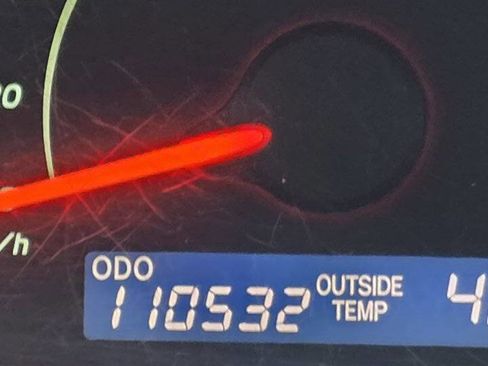 /h
ODO
110532
OUTSIDE
TEMP